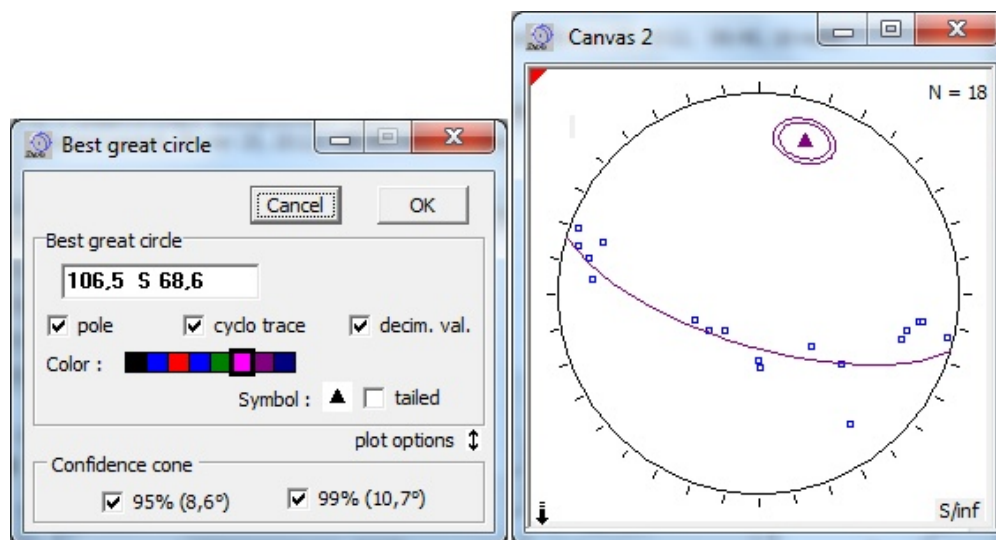 Best great circle
Cancel
OK
Best great circle
106,5 S 68,6
pole
cyclo trace
decim. val.
Color :
Symbol :
tailed
plot options
Confidence cone
95% (8,6°)
99% (10,7°)
Canvas 2
N = 18
S/inf